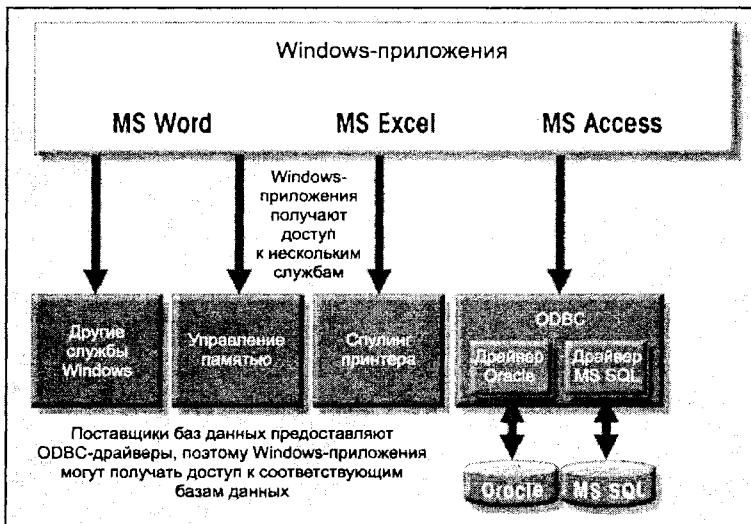 Windows-приложения
MS Word
MS Excel
MS Access
Windows-
приложения
получают
доступ
к нескольким
службам
Другие
службы
Windows
Управление
памятью
Спулинг
принтера
ODBC
Драйвер
Oracle
Драйвер
MS SQL
Поставщики баз данных предоставляют
ODBC-драйверы, поэтому Windows-приложения
могут получать доступ к соответствующим
базам данных
Oracle
MS SQL